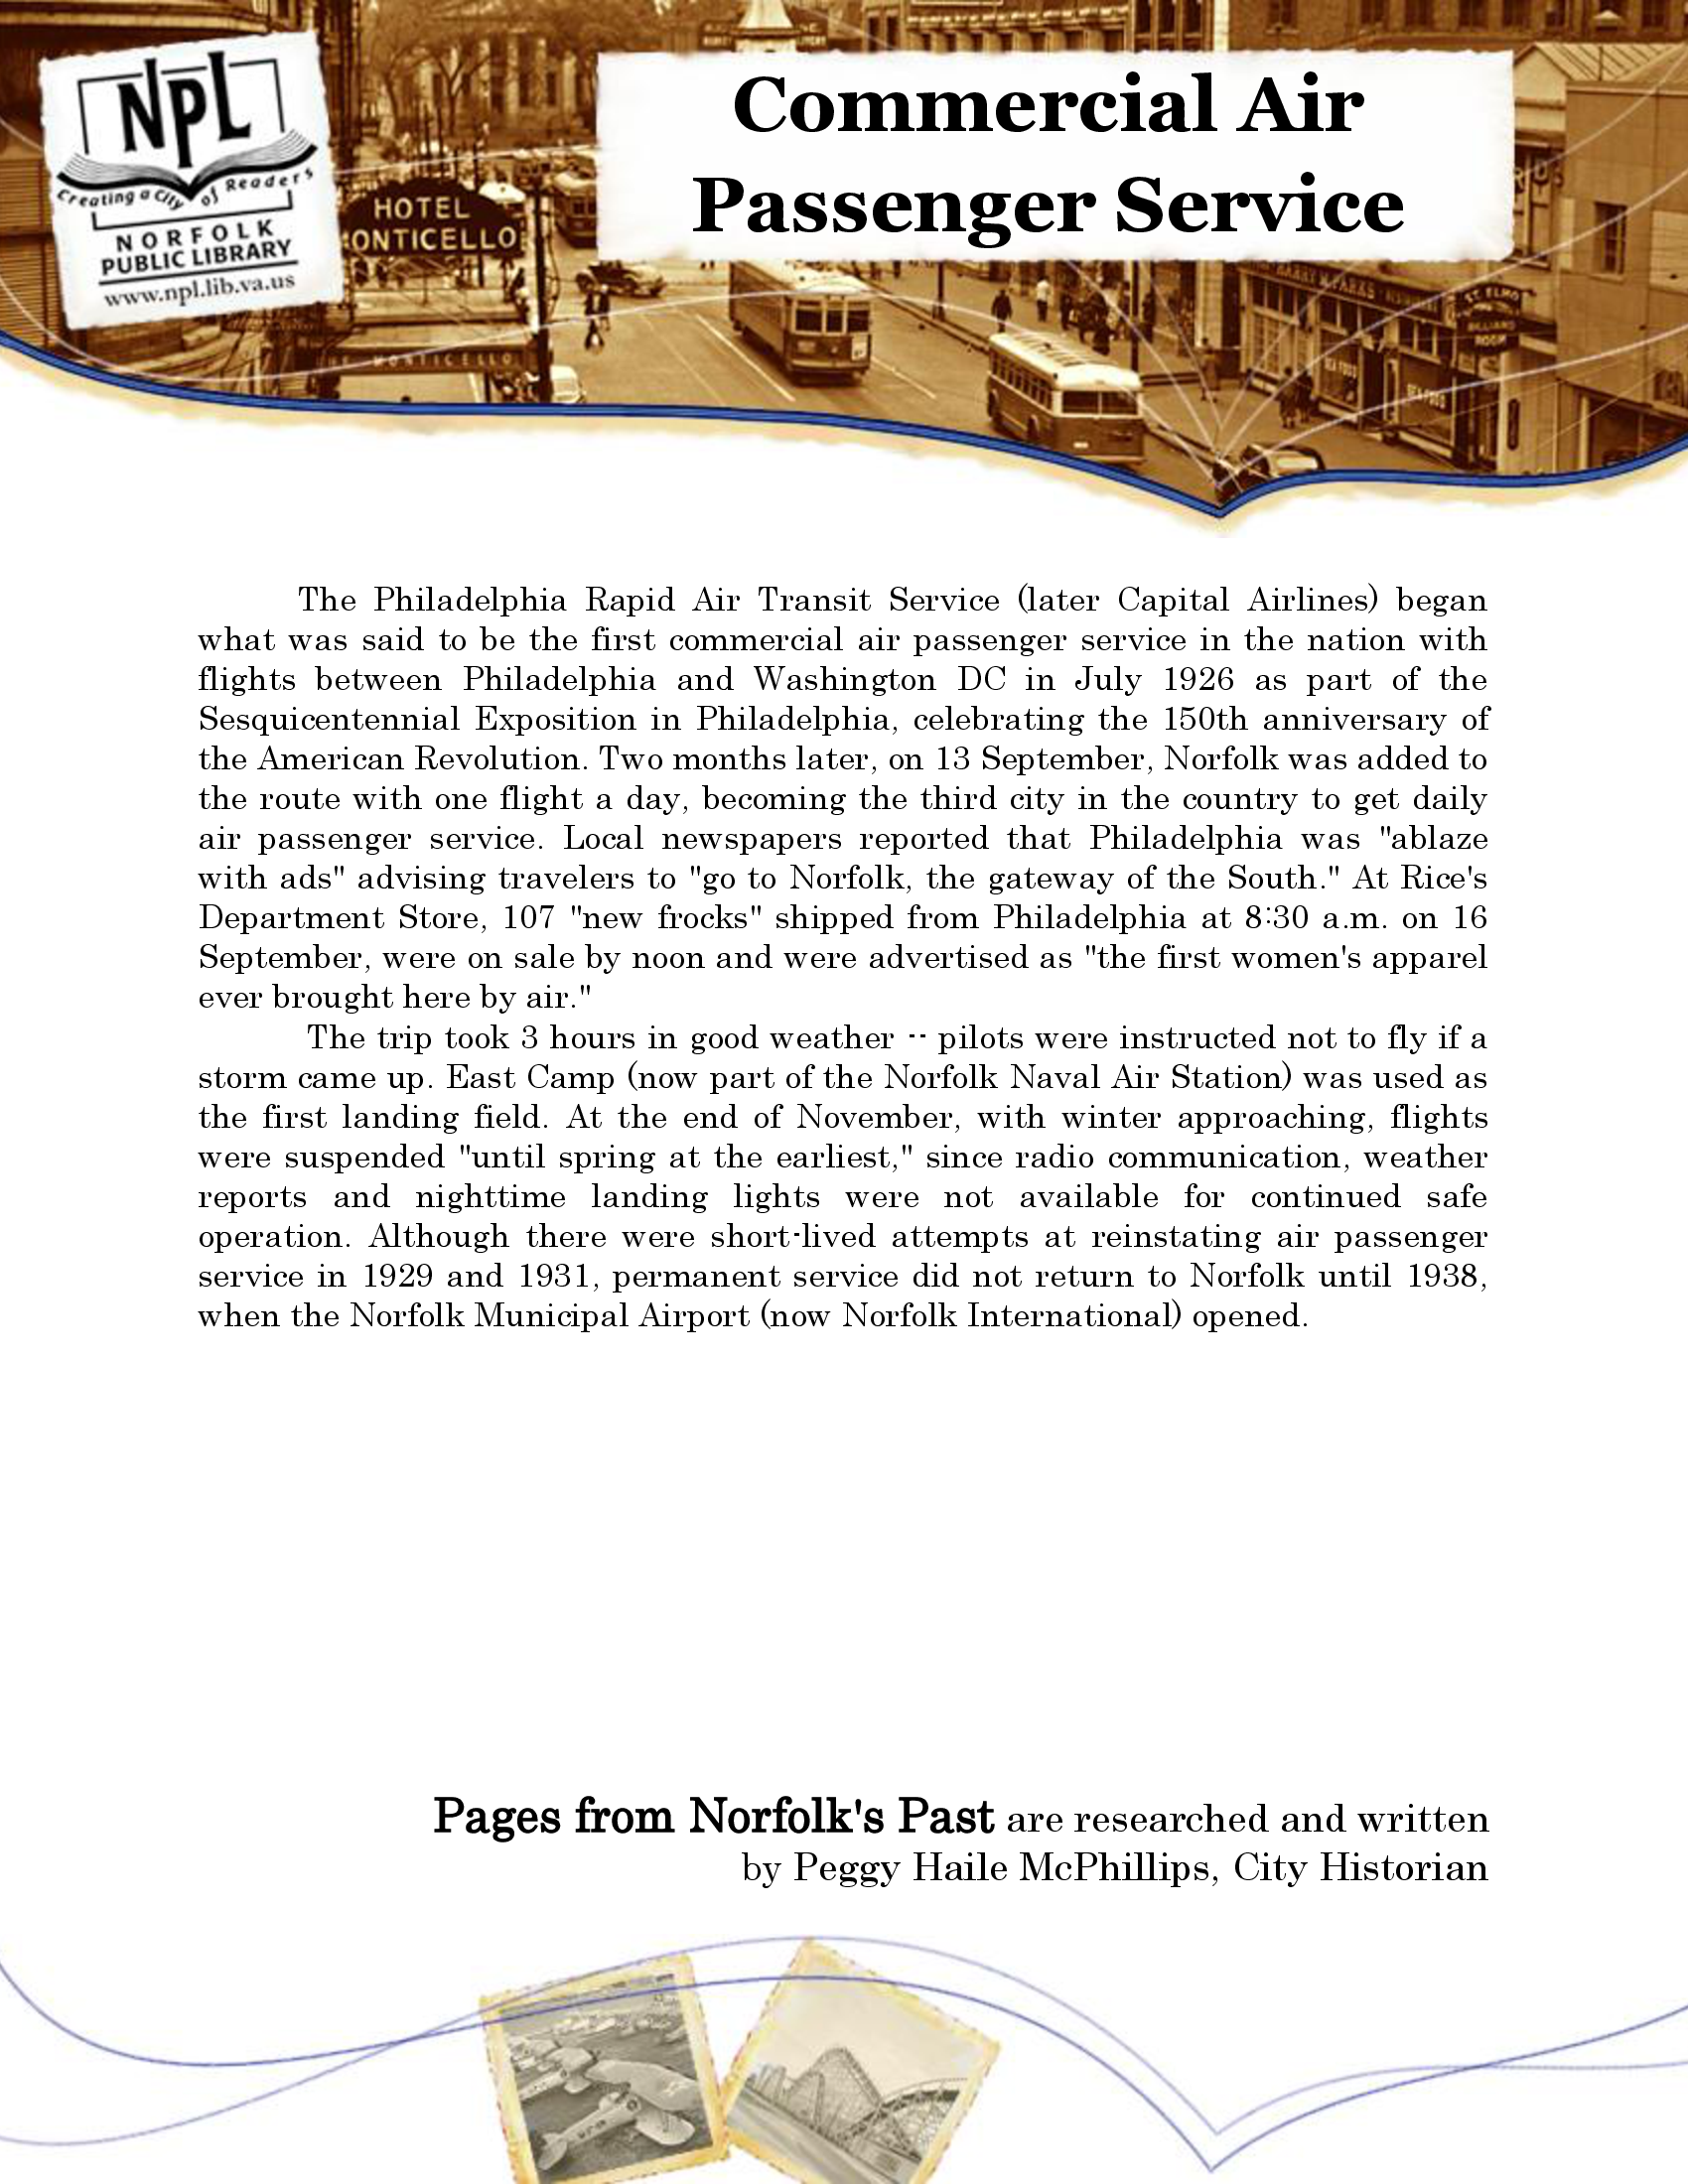 NPL
Creating a City of Readers
NORFOLK
PUBLIC LIBRARY
www.npl.lib.va.us
HOTEL
MONTICELLO
MONTICELLO
Commercial Air
Passenger Service
ST. ELMO
BILLIARD
ROOM
SEA FOOD
SEA FOOD
The Philadelphia Rapid Air Transit Service (later Capital Airlines) began
what was said to be the first commercial air passenger service in the nation with
flights between Philadelphia and Washington DC in July 1926 as part of the
Sesquicentennial Exposition in Philadelphia, celebrating the 150th anniversary of
the American Revolution. Two months later, on 13 September, Norfolk was added to
the route with one flight a day, becoming the third city in the country to get daily
air passenger service. Local newspapers reported that Philadelphia was "ablaze
with ads" advising travelers to "go to Norfolk, the gateway of the South." At Rice's
Department Store, 107 "new frocks" shipped from Philadelphia at 8:30 a.m. on 16
September, were on sale by noon and were advertised as "the first women's apparel
ever brought here by air."
The trip took 3 hours in good weather -- pilots were instructed not to fly if a
storm came up. East Camp (now part of the Norfolk Naval Air Station) was used as
the first landing field. At the end of November, with winter approaching, flights
were suspended "until spring at the earliest," since radio communication, weather
reports and nighttime landing lights were not available for continued safe
operation. Although there were short-lived attempts at reinstating air passenger
service in 1929 and 1931, permanent service did not return to Norfolk until 1938,
when the Norfolk Municipal Airport (now Norfolk International) opened.
Pages from Norfolk's Past are researched and written
by Peggy Haile McPhillips, City Historian